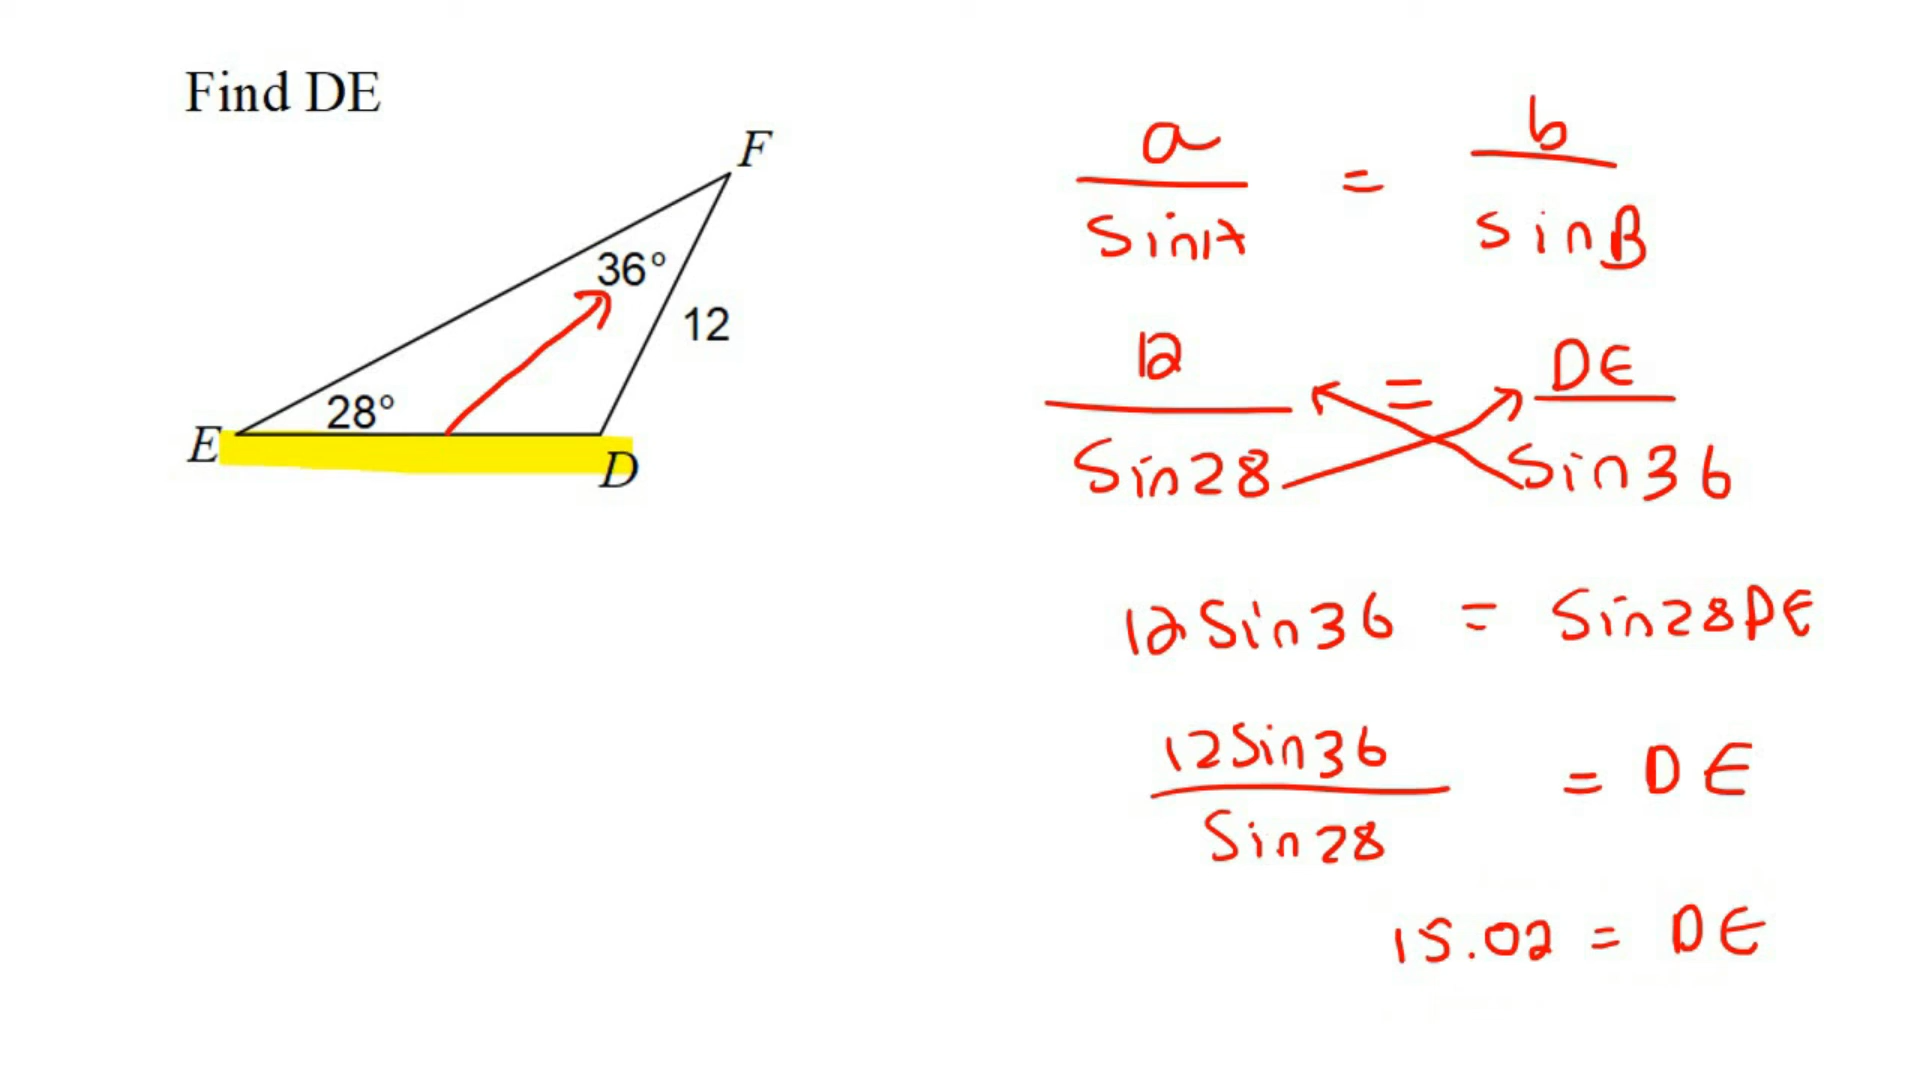 Find DE
F
36°
12
28°
E
D
a/sinA = b/sinB
12/Sin28 = DE/Sin36
12Sin36 = Sin28DE
12Sin36/Sin28 = DE
15.02 = DE